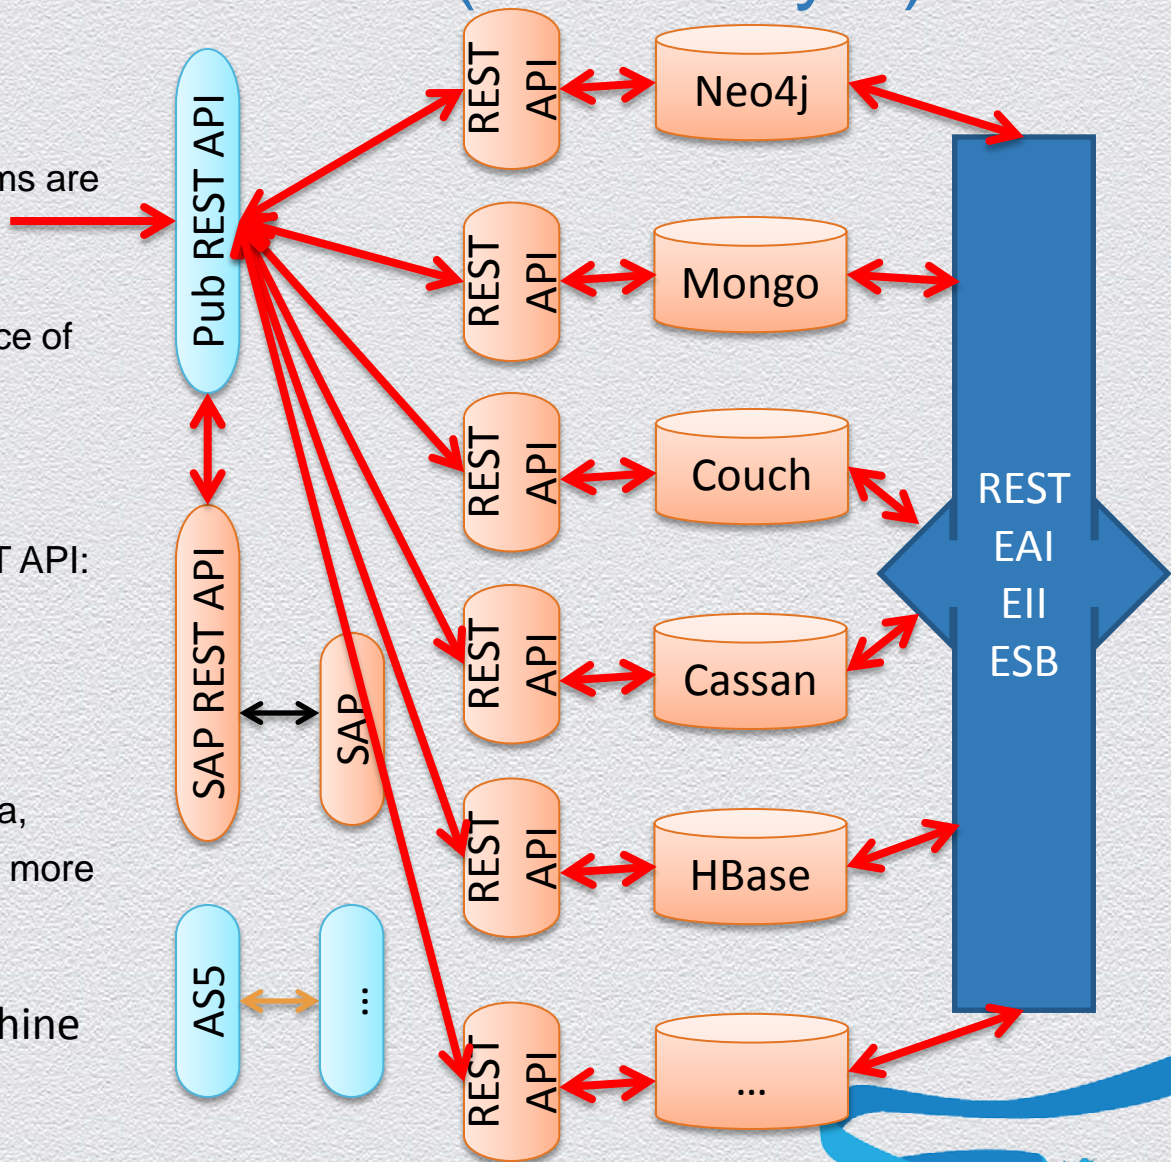 ms are
ce of
T API:
a,
more
hine
Pub REST API
SAP REST API
SAP
AS5
...
REST
API
Neo4j
REST
API
Mongo
REST
API
Couch
REST
API
Cassan
REST
API
HBase
REST
API
...
REST
EAI
EII
ESB